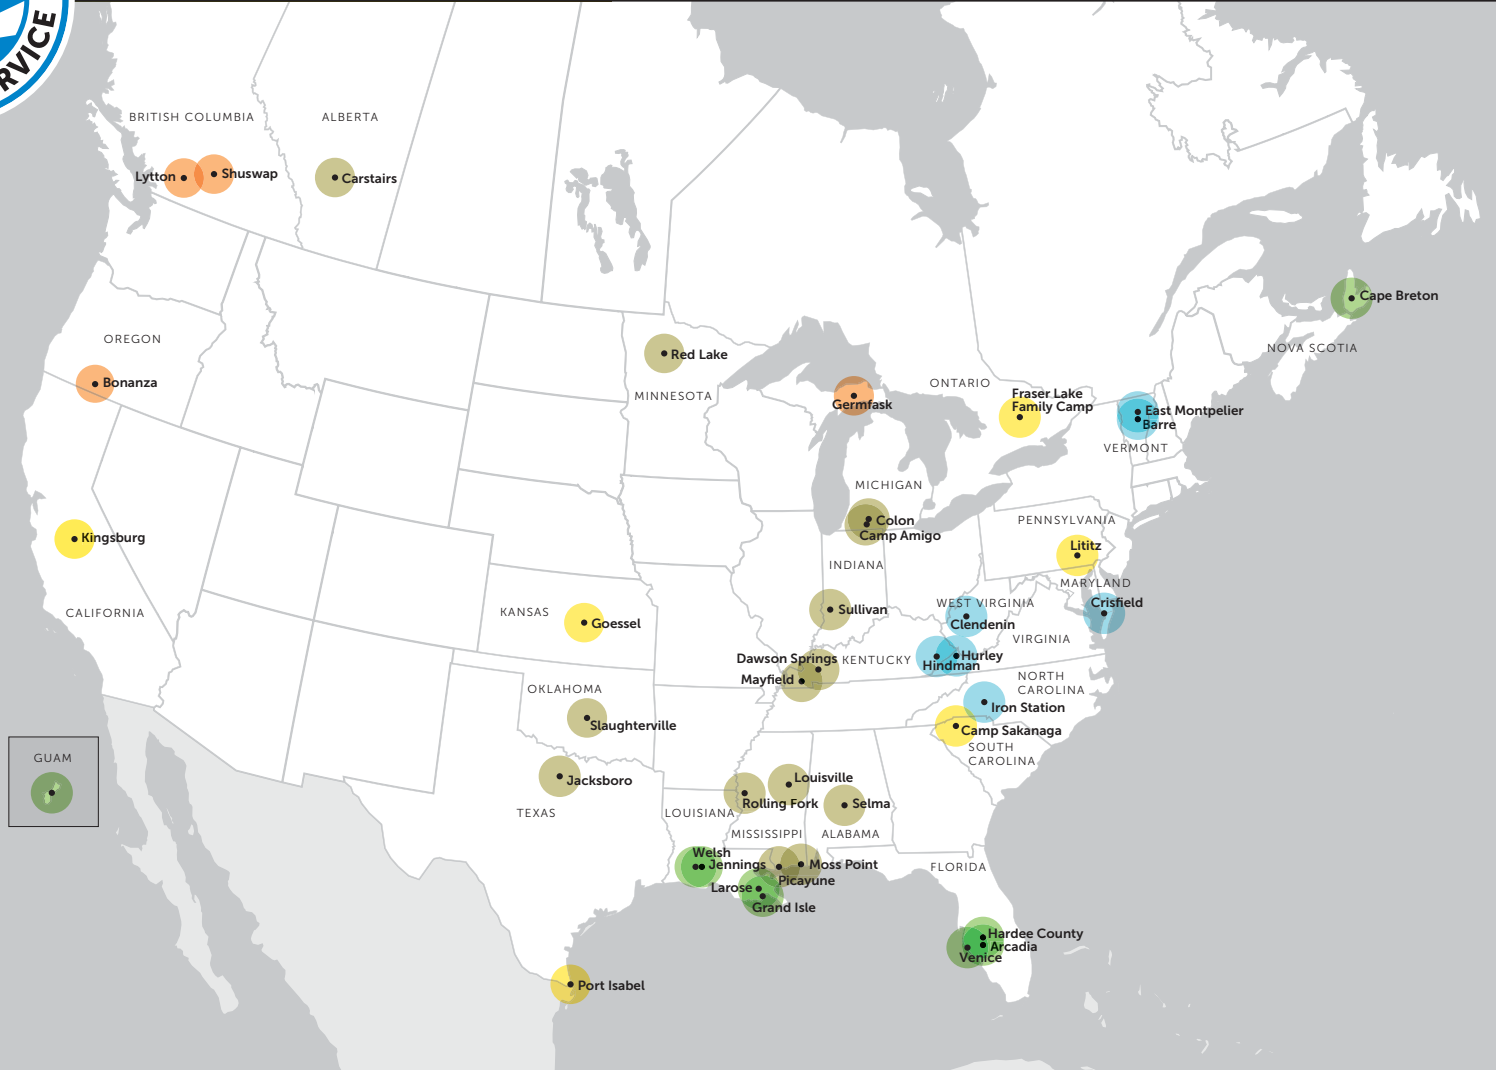 RVICE
BRITISH COLUMBIA
ALBERTA
Lytton
Shuswap
Carstairs
Cape Breton
NOVA SCOTIA
OREGON
Bonanza
Red Lake
MINNESOTA
Germfask
ONTARIO
Fraser Lake
Family Camp
East Montpelier
Barre
VERMONT
MICHIGAN
Colon
Camp Amigo
PENNSYLVANIA
Lititz
Kingsburg
INDIANA
MARYLAND
Crisfield
CALIFORNIA
KANSAS
Goessel
Sullivan
WEST VIRGINIA
Clendenin
VIRGINIA
Dawson Springs
KENTUCKY
Hurley
Hindman
Mayfield
NORTH
CAROLINA
OKLAHOMA
Slaughterville
Iron Station
Camp Sakanaga
SOUTH
CAROLINA
GUAM
Jacksboro
TEXAS
Louisville
Rolling Fork
Selma
LOUISIANA
MISSISSIPPI
ALABAMA
Welsh
Jennings
Moss Point
Picayune
FLORIDA
Larose
Grand Isle
Hardee County
Arcadia
Venice
Port Isabel